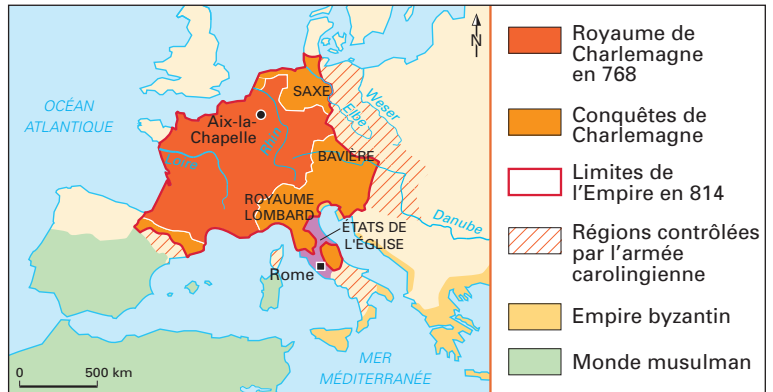 OCÉAN
ATLANTIQUE
N
SAXE
Weser
Elbe
Aix-la-
Chapelle
Rhin
Loire
BAVIÈRE
ROYAUME
LOMBARD
ÉTATS DE
L'ÉGLISE
Danube
Rome
MER
MÉDITERRANÉE
0 500 km
Royaume de
Charlemagne
en 768
Conquêtes de
Charlemagne
Limites de
l'Empire en 814
Régions contrôlées
par l'armée
carolingienne
Empire byzantin
Monde musulman